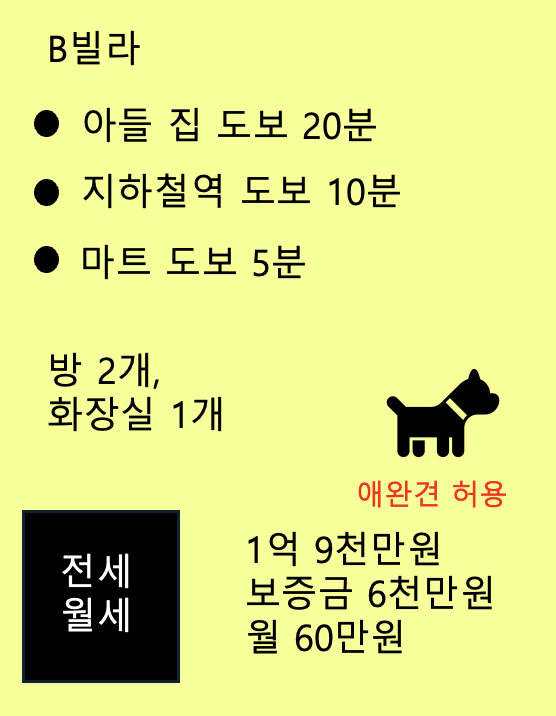 B빌라
● 아들 집 도보 20분
● 지하철역 도보 10분
● 마트 도보 5분
방 2개,
화장실 1개
애완견 허용
전세
월세
1억 9천만원
보증금 6천만원
월 60만원